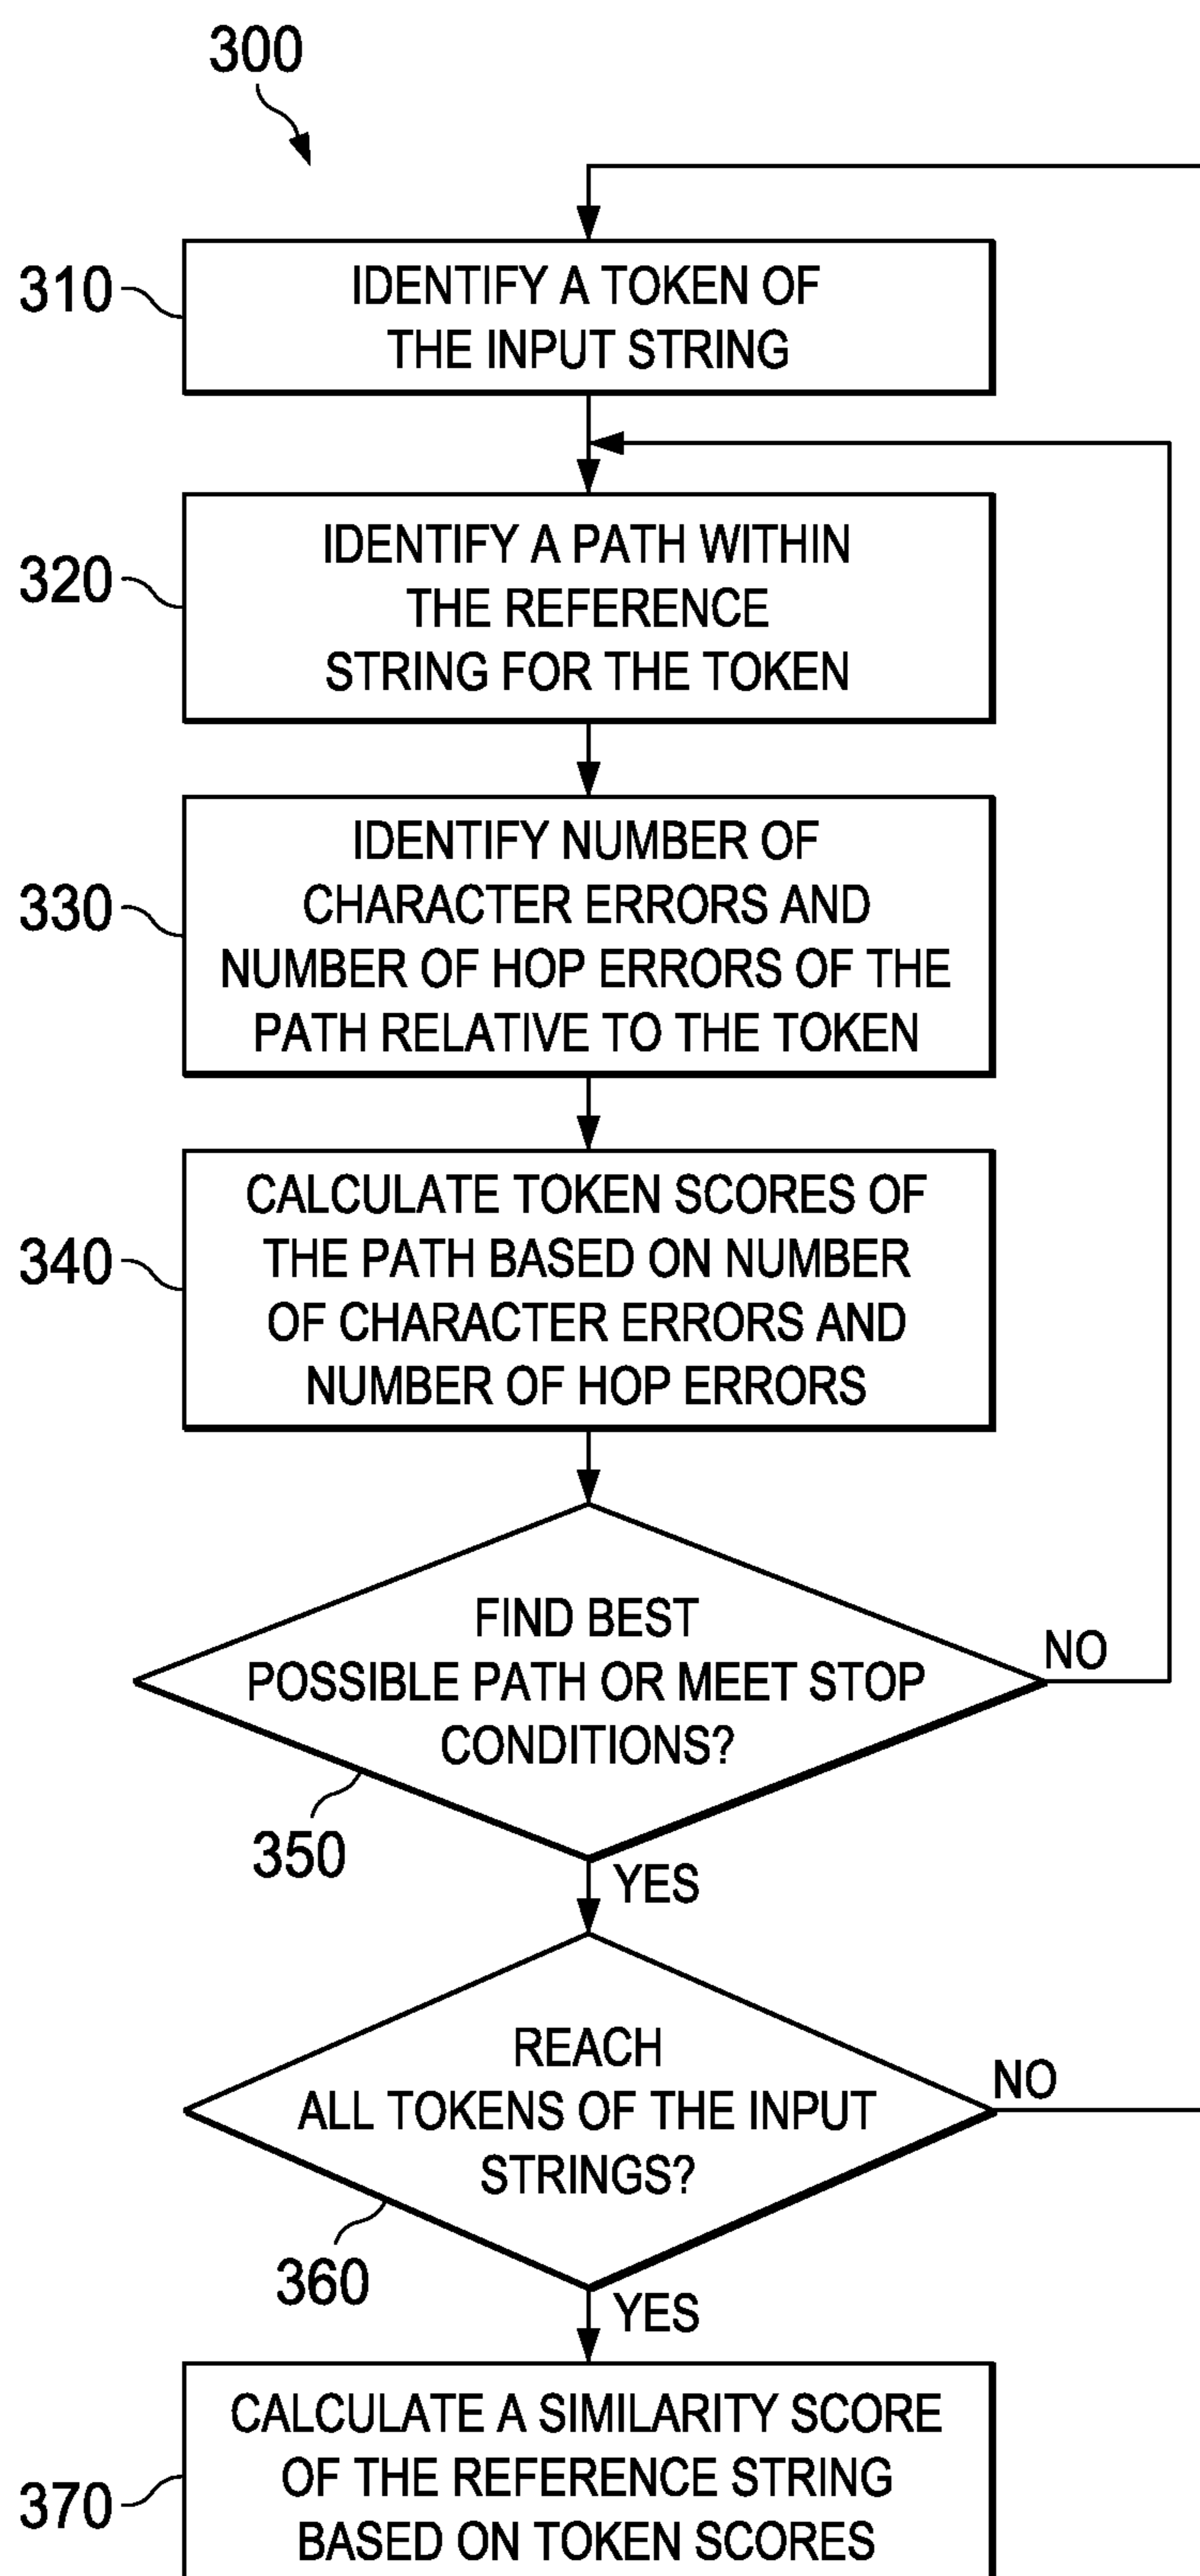 300
310
IDENTIFY A TOKEN OF
THE INPUT STRING
320
IDENTIFY A PATH WITHIN
THE REFERENCE
STRING FOR THE TOKEN
330
IDENTIFY NUMBER OF
CHARACTER ERRORS AND
NUMBER OF HOP ERRORS OF THE
PATH RELATIVE TO THE TOKEN
340
CALCULATE TOKEN SCORES OF
THE PATH BASED ON NUMBER
OF CHARACTER ERRORS AND
NUMBER OF HOP ERRORS
FIND BEST
POSSIBLE PATH OR MEET STOP
CONDITIONS?
NO
350
YES
REACH
ALL TOKENS OF THE INPUT
STRINGS?
NO
360
YES
370
CALCULATE A SIMILARITY SCORE
OF THE REFERENCE STRING
BASED ON TOKEN SCORES